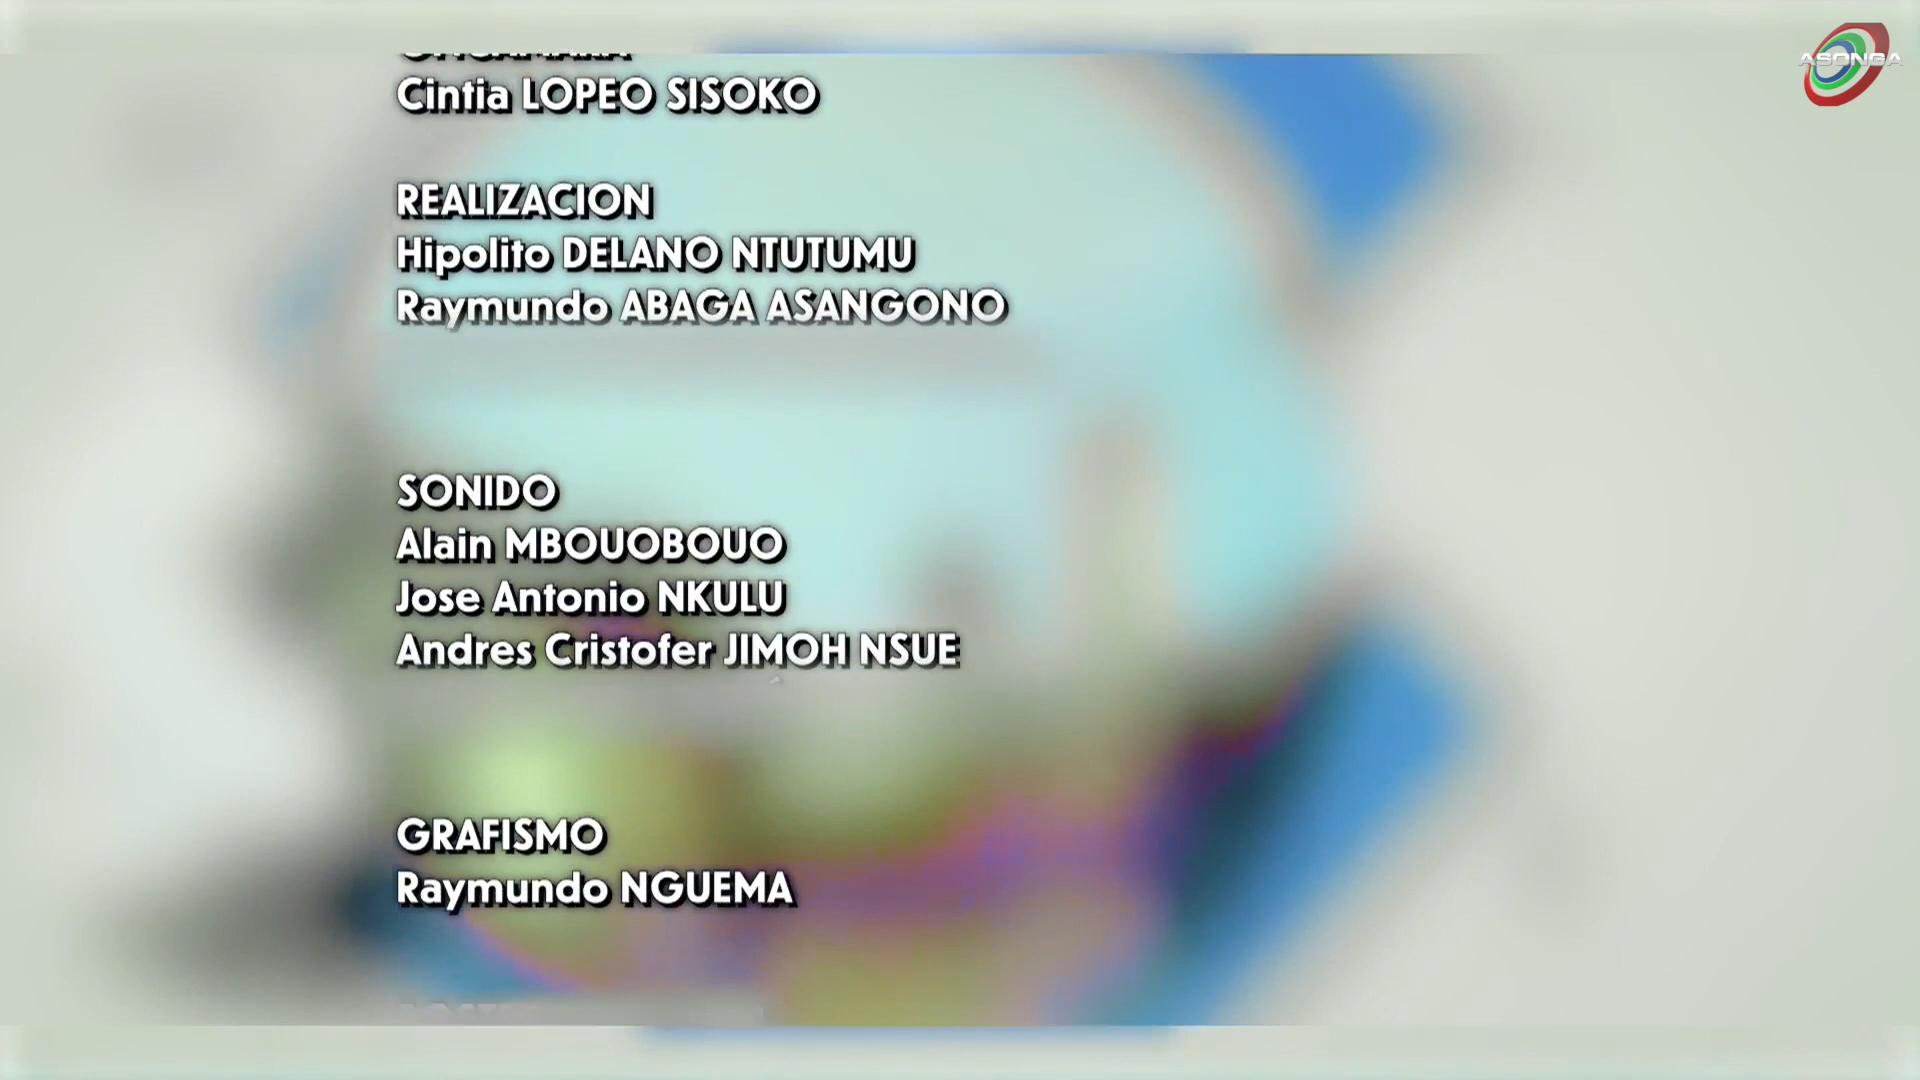 ASONGA
Cintia LOPEO SISOKO
REALIZACION
Hipolito DELANO NTUTUMU
Raymundo ABAGA ASANGONO
SONIDO
Alain MBOUOBOUO
Jose Antonio NKULU
Andres Cristofer JIMOH NSUE
GRAFISMO
Raymundo NGUEMA